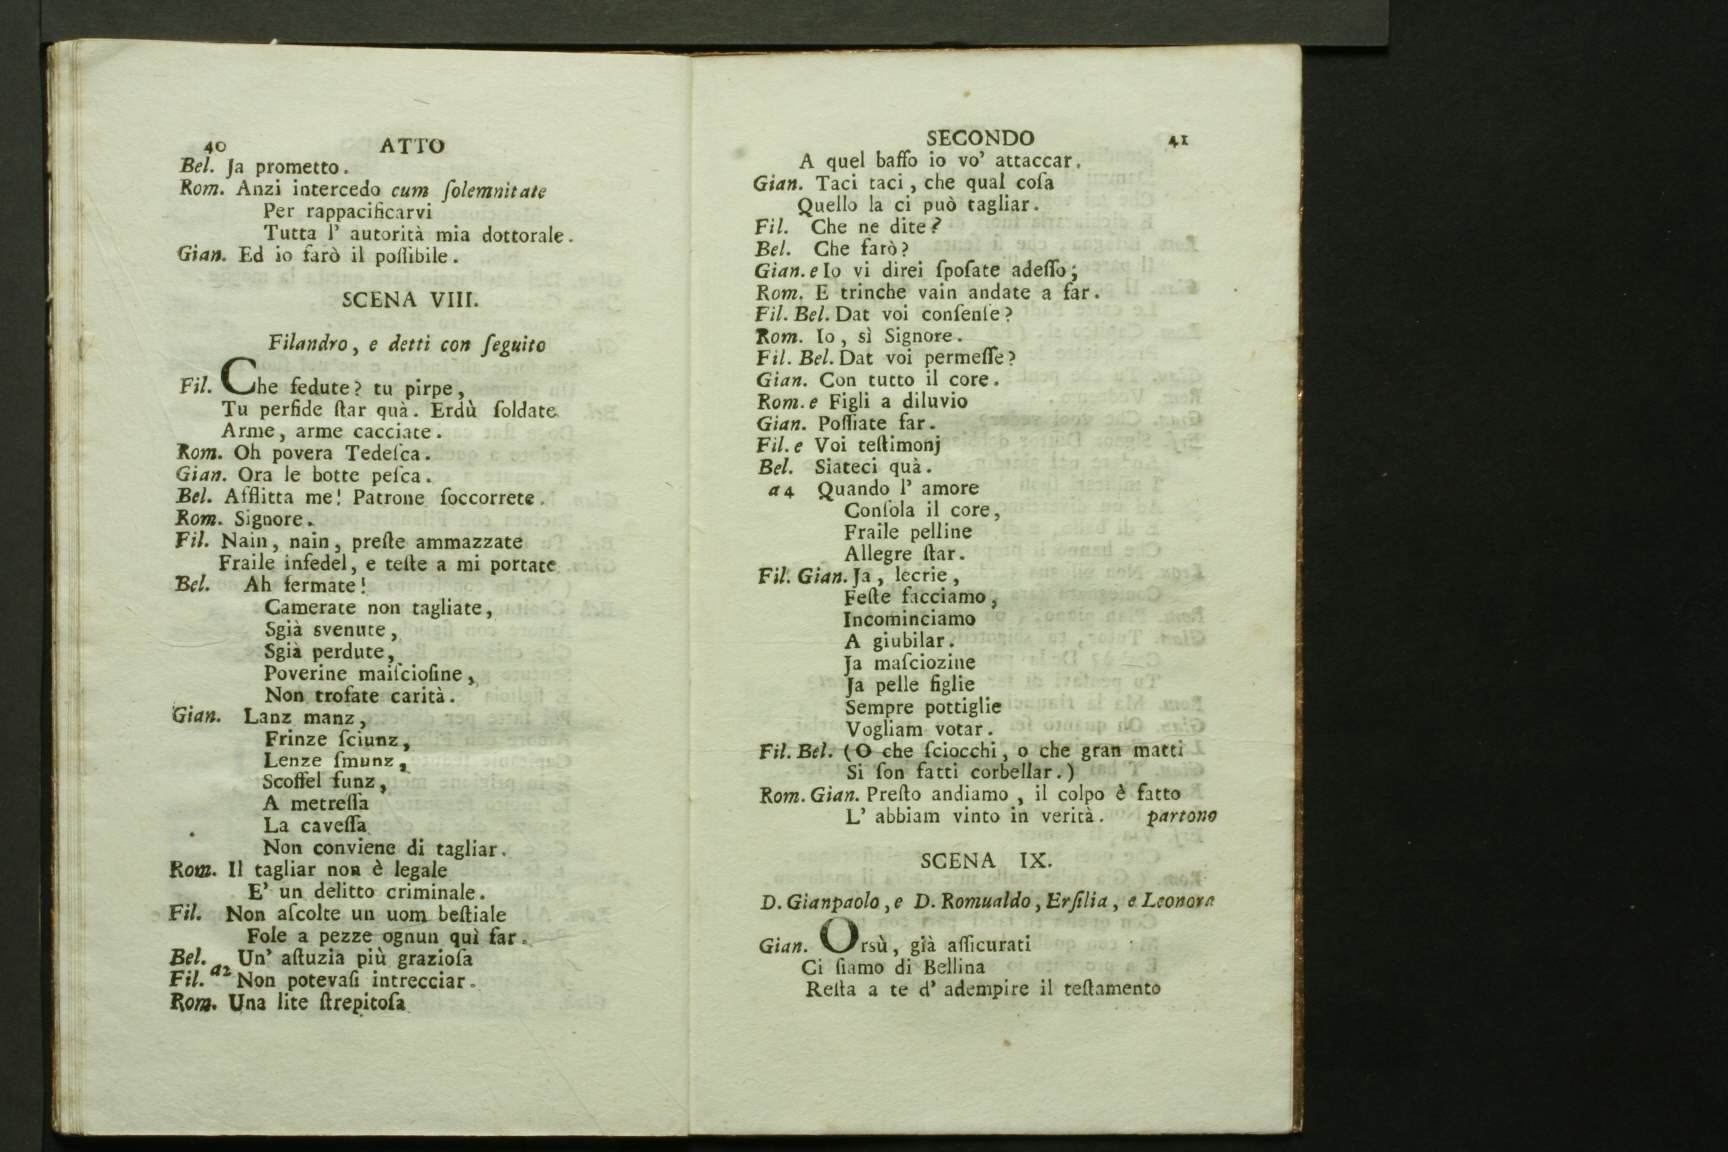 40 ATTO
Bel. Ja prometto.
Rom. Anzi intercedo cum ſolemnitate
Per rappacificarvi
Tutta l' autorità mia dottorale.
Gian. Ed io farò il poſſibile.
SCENA VIII.
Filandro, e detti con ſeguito
Fil. Che fedute? tu pirpe,
Tu perfide ſtar quà. Erdù ſoldate
Arme, arme cacciate.
Rom. Oh povera Tedeſca.
Gian. Ora le botte peſca.
Bel. Afflitta me! Patrone ſoccorrete.
Rom. Signore.
Fil. Nain, nain, preſte ammazzate
Fraile infedel, e teſte a mi portate
Bel. Ah fermate!
Camerate non tagliate,
Sgià svenute,
Sgià perdute,
Poverine maiſcioſine,
Non trofate carità.
Gian. Lanz manz,
Frinze ſciunz,
Lenze ſmunz,
Scoffel funz,
A metreſſa
La caveſſa
Non conviene di tagliar.
Rom. Il tagliar non è legale
E' un delitto criminale.
Fil. Non aſcolte un uom beſtiale
Fole a pezze ognun quì far.
Bel. Un' aſtuzia più grazioſa
Fil. a2 Non potevaſi intrecciar.
Rom. Una lite ſtrepitoſa
SECONDO 41
A quel baffo io vo' attaccar.
Gian. Taci taci, che qual coſa
Quello la ci può tagliar.
Fil. Che ne dite?
Bel. Che farò?
Gian. e Io vi direi ſpoſate adeſſo;
Rom. E trinche vain andate a far.
Fil. Bel. Dat voi conſenſe?
Rom. Io, sì Signore.
Fil. Bel. Dat voi permeſſe?
Gian. Con tutto il core.
Rom. e Figli a diluvio
Gian. Poſſiate far.
Fil. e Voi teſtimonj
Bel. Siateci quà.
a 4 Quando l' amore
Conſola il core,
Fraile pelline
Allegre ſtar.
Fil. Gian. Ja, lecrie,
Feſte facciamo,
Incominciamo
A giubilar.
Ja maſciozine
Ja pelle figlie
Sempre pottiglie
Vogliam votar.
Fil. Bel. (O che ſciocchi, o che gran matti
Si ſon fatti corbellar.)
Rom. Gian. Preſto andiamo, il colpo è fatto
L' abbiam vinto in verità. partono
SCENA IX.
D. Gianpaolo, e D. Romualdo, Erſilia, e Leonora
Gian. Orsù, già aſſicurati
Ci ſiamo di Bellina
Reſta a te d' adempire il teſtamento